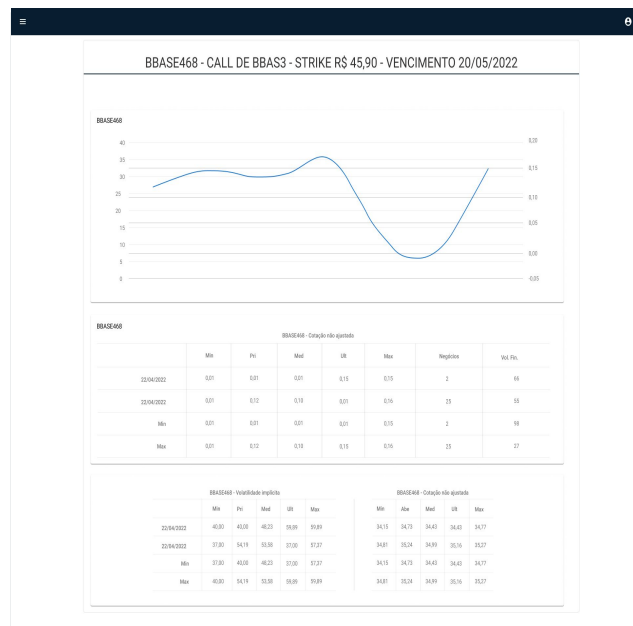 BBASE468 - CALL DE BBAS3 - STRIKE R$ 45,90 - VENCIMENTO 20/05/2022
BBASE468
40
35
30
25
20
15
10
5
0
0,20
0,15
0,10
0,05
0,00
-0,05
BBASE468
BBASE468 - Cotação não ajustada
Min Pri Med Ult Max Negócios Vol. Fin.
22/04/2022 0,01 0,01 0,01 0,15 0,15 2 66
22/04/2022 0,01 0,12 0,10 0,01 0,16 25 55
Min 0,01 0,01 0,01 0,01 0,15 2 98
Max 0,01 0,12 0,10 0,15 0,16 25 27
BBASE468 - Volatilidade implícita BBASE468 - Cotação não ajustada
Min Pri Med Ult Max Min Abe Med Ult Max
22/04/2022 40,00 40,00 48,23 59,89 59,89 34,15 34,73 34,43 34,43 34,77
22/04/2022 37,00 54,19 53,58 37,00 57,37 34,81 35,24 34,99 35,16 35,27
Min 37,00 40,00 48,23 37,00 57,37 34,15 34,73 34,43 34,43 34,77
Max 40,00 54,19 53,58 59,89 59,89 34,81 35,24 34,99 35,16 35,27